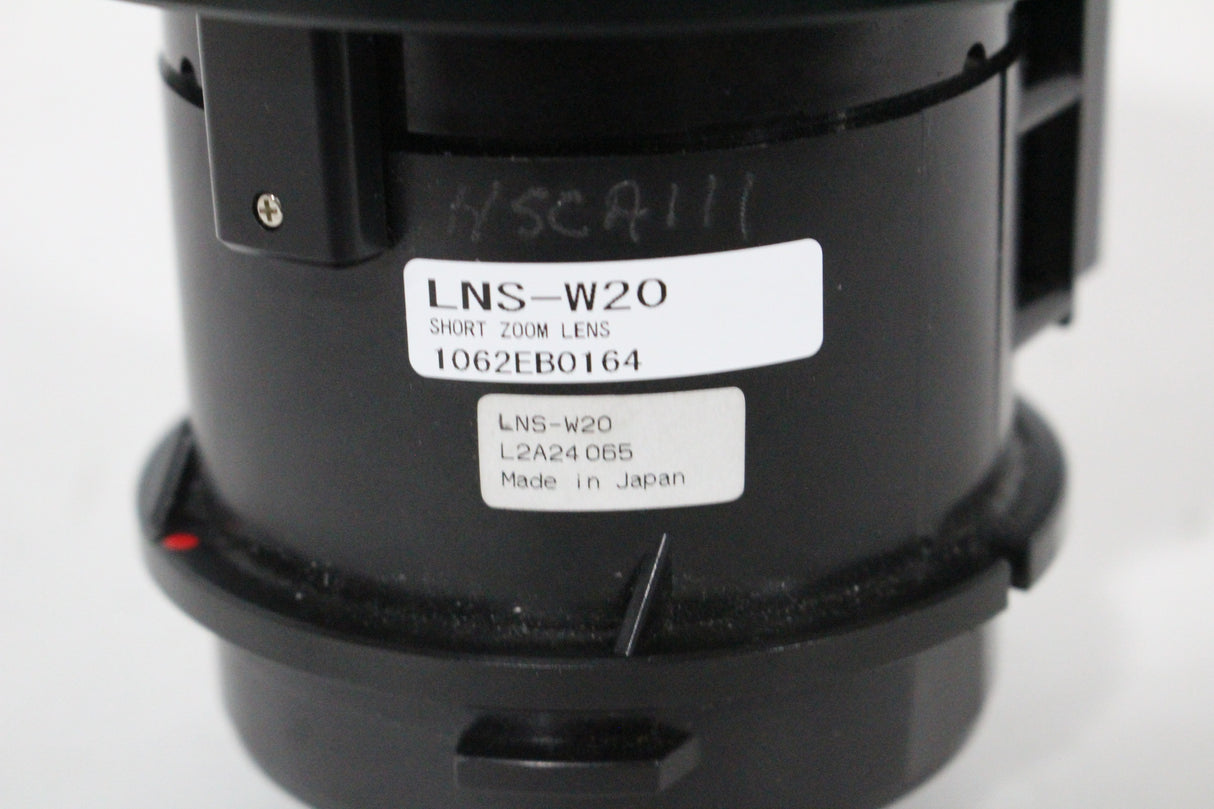 HSCA111
LNS-W20
SHORT ZOOM LENS
1062EB0164
LNS-W20
L2A24065
Made in Japan